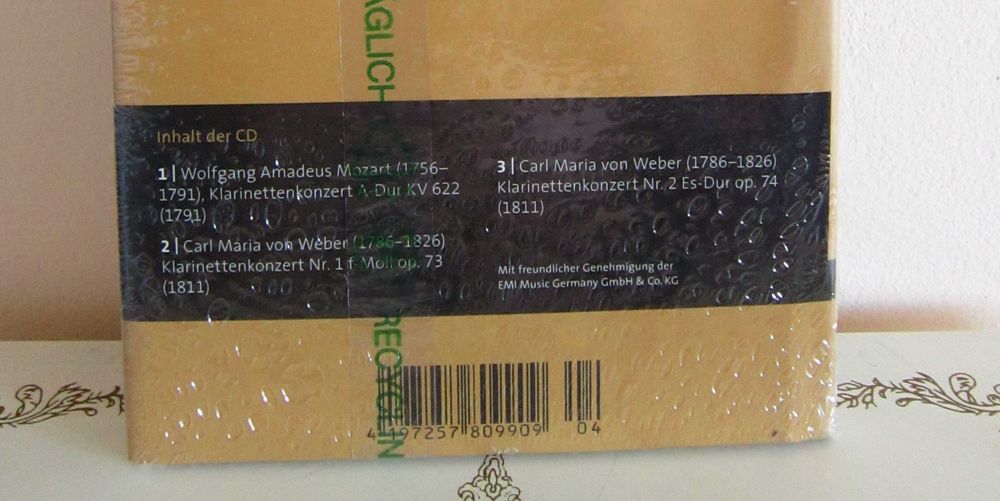 Inhalt der CD
1 | Wolfgang Amadeus Mozart (1756–
1791), Klarinettenkonzert A-Dur KV 622
(1791)
2 | Carl Maria von Weber (1786–1826)
Klarinettenkonzert Nr. 1 f-Moll op. 73
(1811)
3 | Carl Maria von Weber (1786–1826)
Klarinettenkonzert Nr. 2 Es-Dur op. 74
(1811)
Mit freundlicher Genehmigung der
EMI Music Germany GmbH & Co. KG
4 197257 809909 04